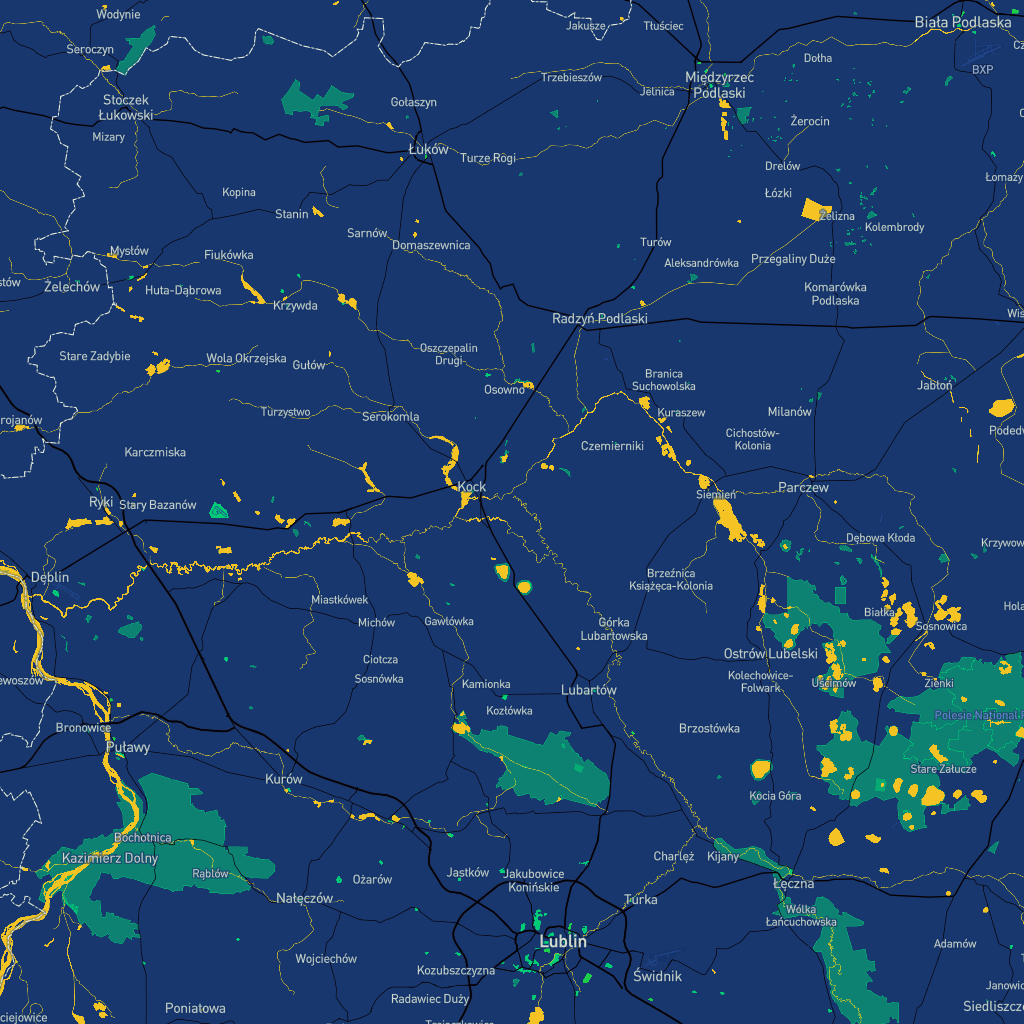 Wodynie
Jakusze
Tłuściec
Biała Podlaska
Seroczyn
Dołha
BXP
Trzebieszów
Międzyrzec
Podlaski
Jelnica
Stoczek
Łukowski
Gołaszyn
Żerocin
Mizary
Łuków
Turze Rogi
Drelów
Łomazy
Kopina
Łózki
Stanin
Żelizna
Kolembrody
Sarnów
Domaszewnica
Turów
Mysłów
Fiukówka
Aleksandrówka
Przegaliny Duże
Żelechów
Huta-Dąbrowa
Krzywda
Komarówka
Podlaska
Radzyń Podlaski
Stare Zadybie
Wola Okrzejska
Gułów
Oszczepalin
Drugi
Osowno
Branica
Suchowolska
Jabłoń
Turzystwo
Serokomla
Kuraszew
Milanów
rojanów
Podedw
Cichostów-
Kolonia
Czemierniki
Karczmiska
Kock
Siemień
Parczew
Ryki
Stary Bazanów
Dębowa Kłoda
Krzywow
Dęblin
Brzeźnica
Książęca-Kolonia
Miastkówek
Michów
Gawłówka
Górka
Lubartowska
Białka
Sosnowica
Hola
Ostrów Lubelski
Ciotcza
Sosnówka
Kolechowice-
Folwark
Uścimów
Zienki
ewoszów
Kamionka
Lubartów
Kozłówka
Polesie National P
Bronowice
Brzostówka
Puławy
Stare Załucze
Kurów
Kocia Góra
Bochotnica
Kazimierz Dolny
Charlęż
Kijany
Rąblów
Ożarów
Jastków
Jakubowice
Konińskie
Łęczna
Nałęczów
Turka
Wólka
Łańcuchowska
Lublin
Adamów
Wojciechów
Kozubszczyzna
Świdnik
Radawiec Duży
Janowic
Poniatowa
Siedliszcze
ciejowice